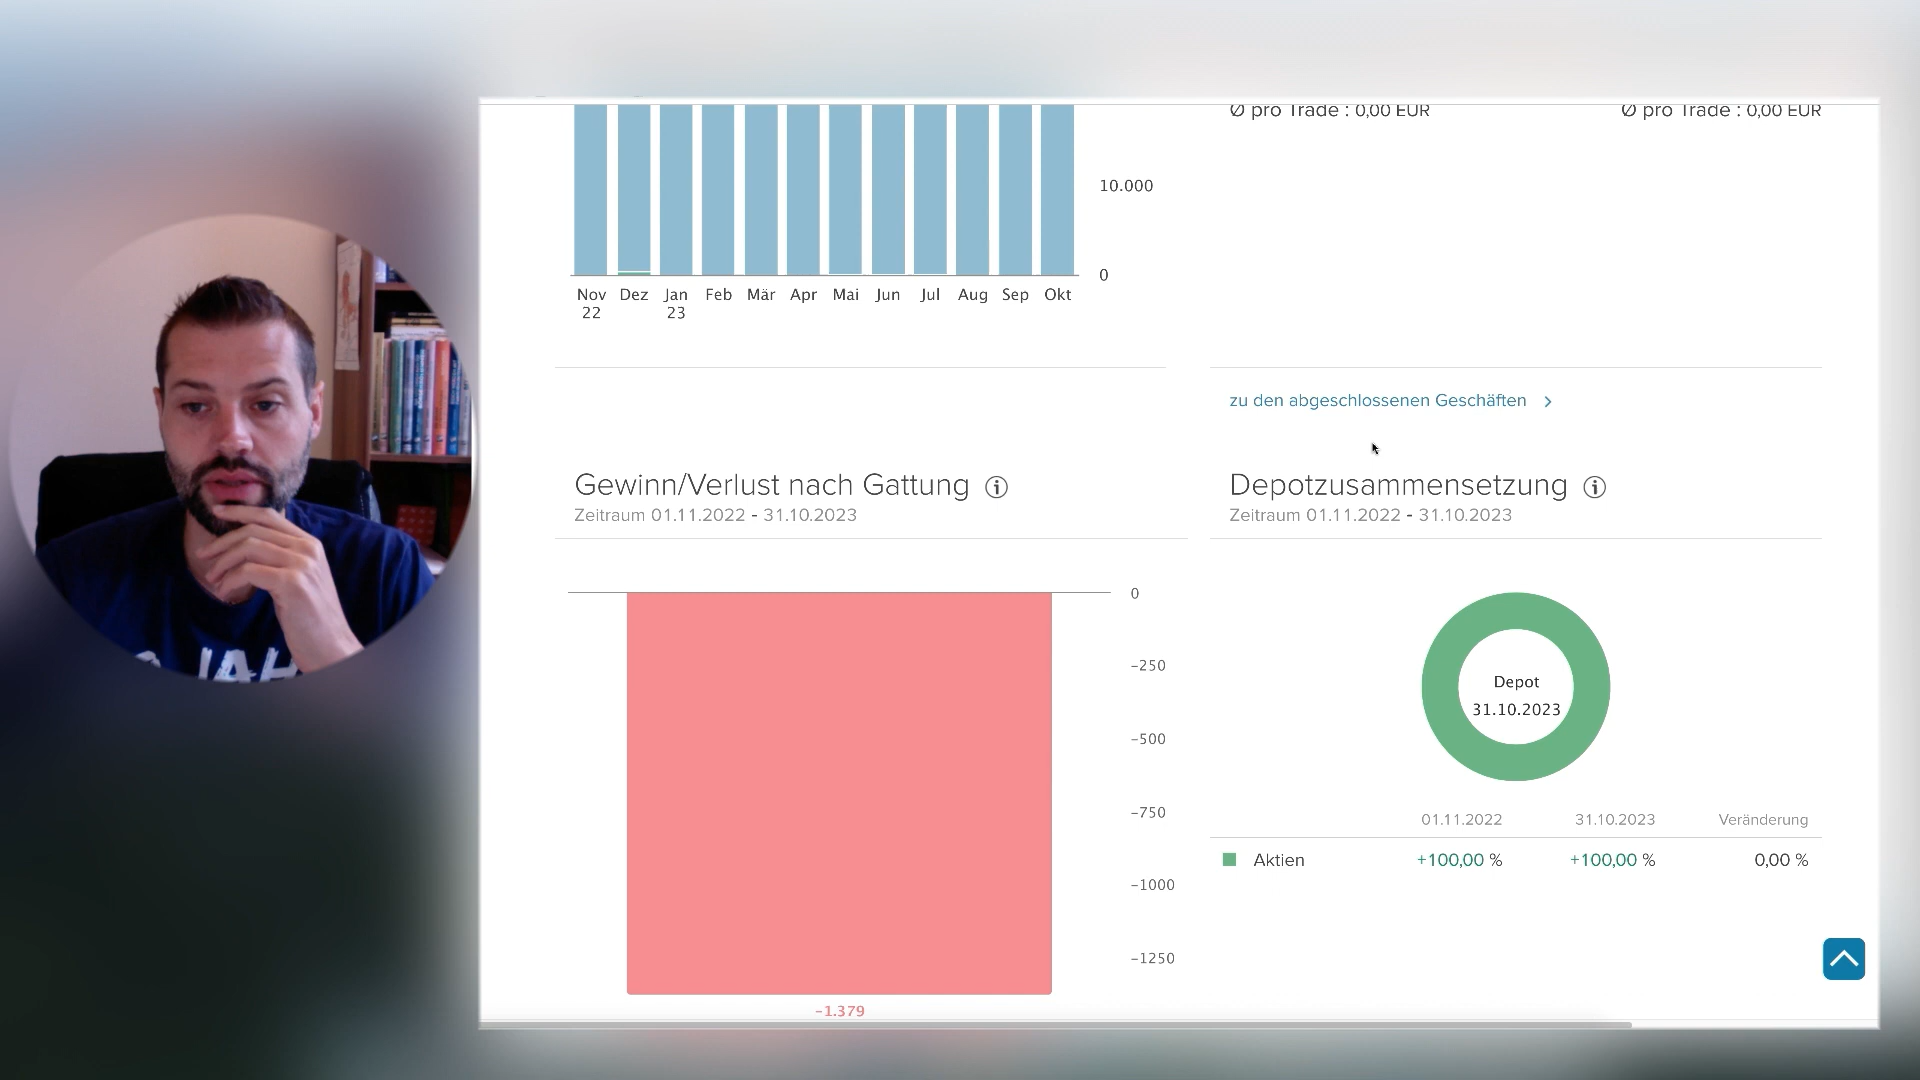 Ø pro Trade : 0,00 EUR
Ø pro Trade : 0,00 EUR
10.000
0
Nov Dez Jan Feb Mär Apr Mai Jun Jul Aug Sep Okt
22 23
zu den abgeschlossenen Geschäften
Gewinn/Verlust nach Gattung
Zeitraum 01.11.2022 - 31.10.2023
0
-250
-500
-750
-1000
-1250
-1.379
Depotzusammensetzung
Zeitraum 01.11.2022 - 31.10.2023
Depot
31.10.2023
01.11.2022 31.10.2023 Veränderung
Aktien +100,00 % +100,00 % 0,00 %